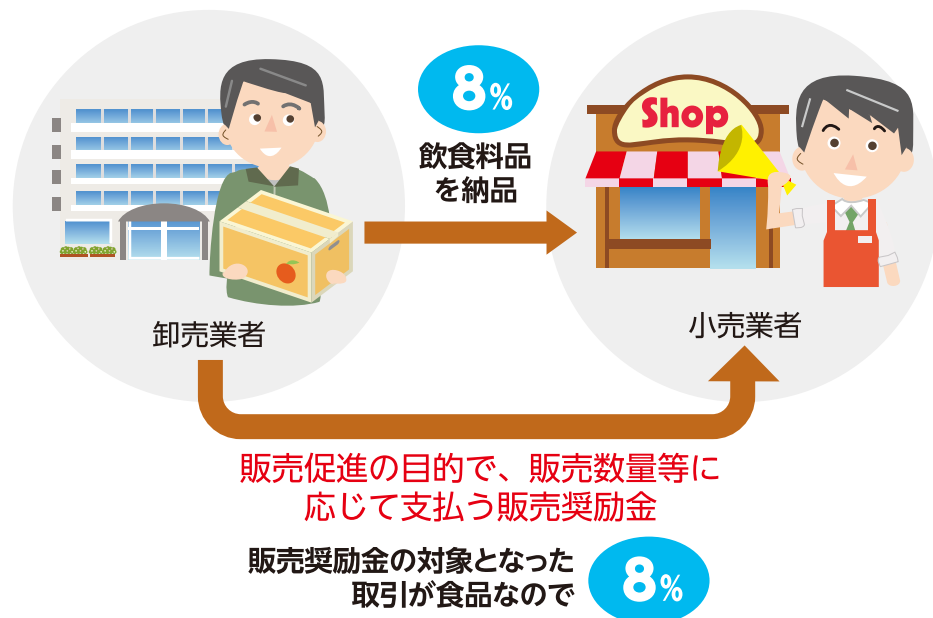 8%
飲食料品
を納品
Shop
卸売業者
小売業者
販売促進の目的で、販売数量等に
応じて支払う販売奨励金
販売奨励金の対象となった
取引が食品なので
8%